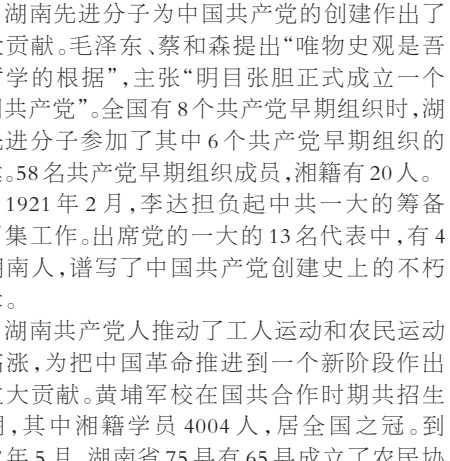 湖南先进分子为中国共产党的创建作出了
贡献。毛泽东、蔡和森提出“唯物史观是吾
学的根据”，主张“明目张胆正式成立一个
共产党”。全国有8个共产党早期组织时，湖
先进分子参加了其中6个共产党早期组织的
。58名共产党早期组织成员，湘籍有20人。
1921年2月，李达担负起中共一大的筹备
集工作。出席党的一大的13名代表中，有4
湖南人，谱写了中国共产党创建史上的不朽
。
湖南共产党人推动了工人运动和农民运动
高涨，为把中国革命推进到一个新阶段作出
大贡献。黄埔军校在国共合作时期共招生
期，其中湘籍学员4004人，居全国之冠。到
年5月，湖南省75县有65县成立了农民协